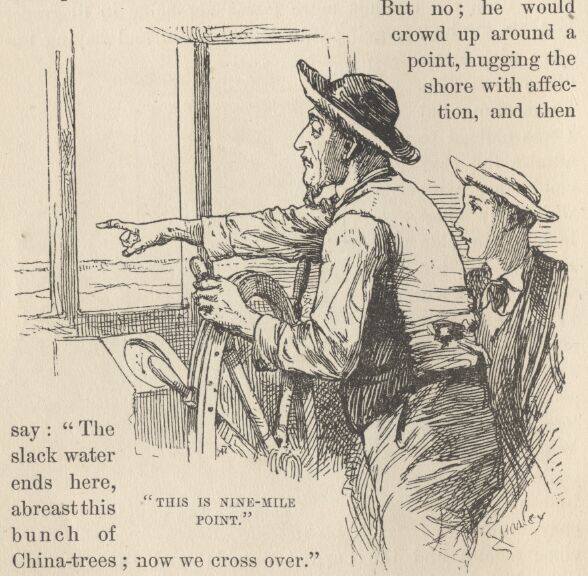 But no; he would
crowd up around a
point, hugging the
shore with affec-
tion, and then
say: "The
slack water
ends here,
abreast this
bunch of
China-trees; now we cross over."
"THIS IS NINE-MILE
POINT."
Harley